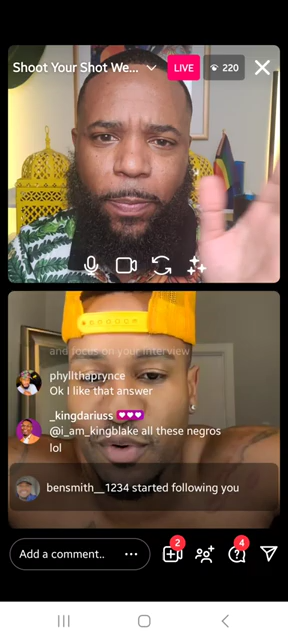 Shoot Your Shot We...
LIVE
220
and focus on your interview
phyllthaprynce
Ok I like that answer
_kingdariuss
@i_am_kingblake all these negros
lol
bensmith__1234 started following you
Add a comment..
2
4